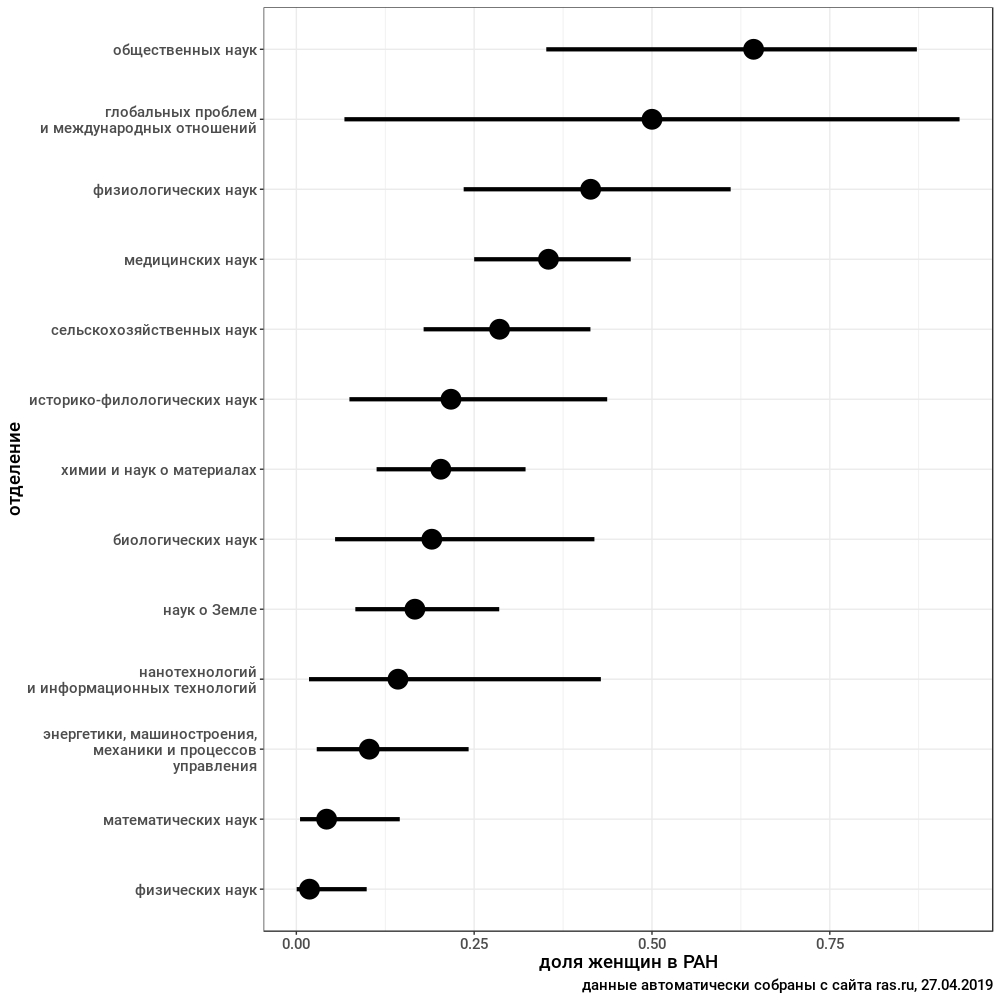 общественных наук
глобальных проблем
и международных отношений
физиологических наук
медицинских наук
сельскохозяйственных наук
историко-филологических наук
химии и наук о материалах
биологических наук
наук о Земле
нанотехнологий
и информационных технологий
энергетики, машиностроения,
механики и процессов
управления
математических наук
физических наук
отделение
0.00 0.25 0.50 0.75
доля женщин в РАН
данные автоматически собраны с сайта ras.ru, 27.04.2019